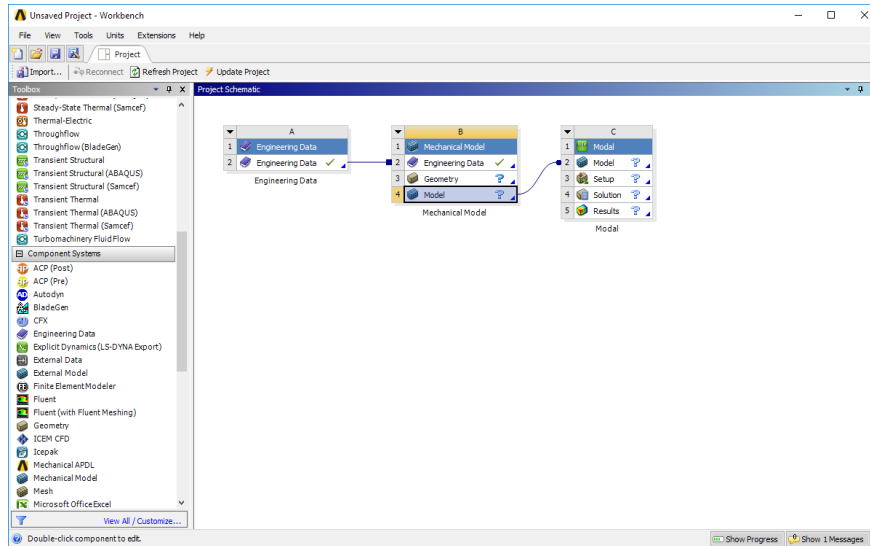 Unsaved Project - Workbench
File View Tools Units Extensions Help
Project
Import... Reconnect Refresh Project Update Project
Toolbox
Steady-State Thermal (Samcef)
Thermal-Electric
Throughflow
Throughflow (BladeGen)
Transient Structural
Transient Structural (ABAQUS)
Transient Structural (Samcef)
Transient Thermal
Transient Thermal (ABAQUS)
Transient Thermal (Samcef)
Turbomachinery Fluid Flow
Component Systems
ACP (Post)
ACP (Pre)
Autodyn
BladeGen
CFX
Engineering Data
Explicit Dynamics (LS-DYNA Export)
External Data
External Model
Finite Element Modeler
Fluent
Fluent (with Fluent Meshing)
Geometry
ICEM CFD
Icepak
Mechanical APDL
Mechanical Model
Mesh
Microsoft Office Excel
View All / Customize...
Project Schematic
A
1 Engineering Data
2 Engineering Data
Engineering Data
B
1 Mechanical Model
2 Engineering Data
3 Geometry ?
4 Model ?
Mechanical Model
C
1 Modal
2 Model ?
3 Setup ?
4 Solution ?
5 Results ?
Modal
Double-click component to edit.
Show Progress Show 1 Messages